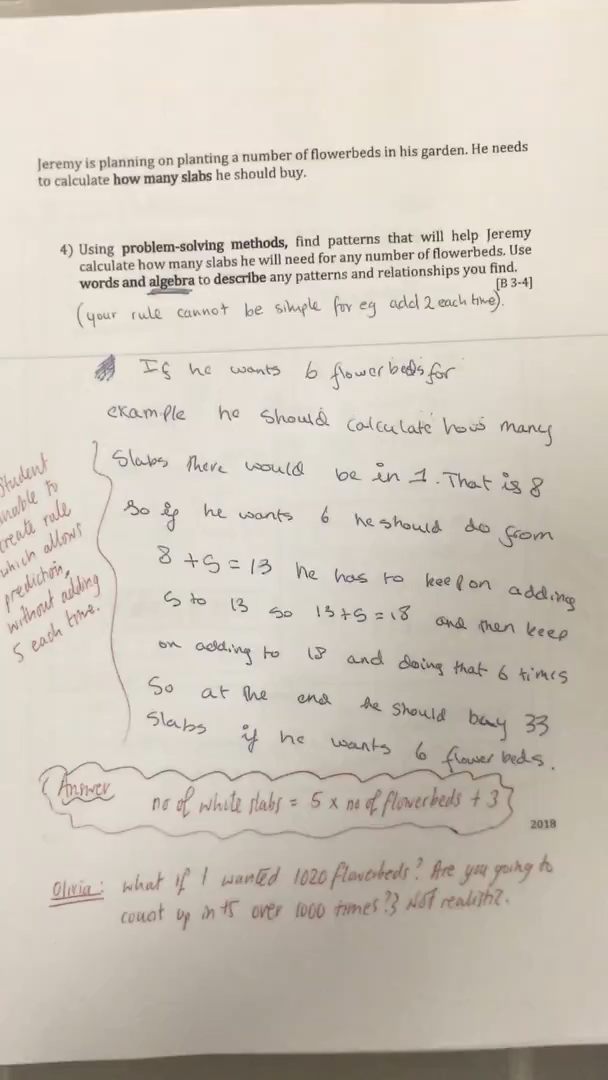 Jeremy is planning on planting a number of flowerbeds in his garden. He needs
to calculate how many slabs he should buy.
4) Using problem-solving methods, find patterns that will help Jeremy
calculate how many slabs he will need for any number of flowerbeds. Use
words and algebra to describe any patterns and relationships you find.
[B 3-4]
(your rule cannot be simple for eg add 2 each time).
If he wants 6 flowerbeds for
example he should calculate how many
slabs there would be in 1. That is 8
so if he wants 6 he should do from
8 + 5 = 13 he has to keep on adding
5 to 13 so 13+5=18 and then keep
on adding to 18 and doing that 6 times
So at the end he should buy 33
slabs if he wants 6 flower beds.
Student
unable to
create rule
which allows
prediction,
without adding
5 each time.
Answer
no of white slabs = 5 x no of flowerbeds + 3
2018
Olivia: what if I wanted 1020 flowerbeds? Are you going to
count up in +5 over 1000 times?? Not realistic.